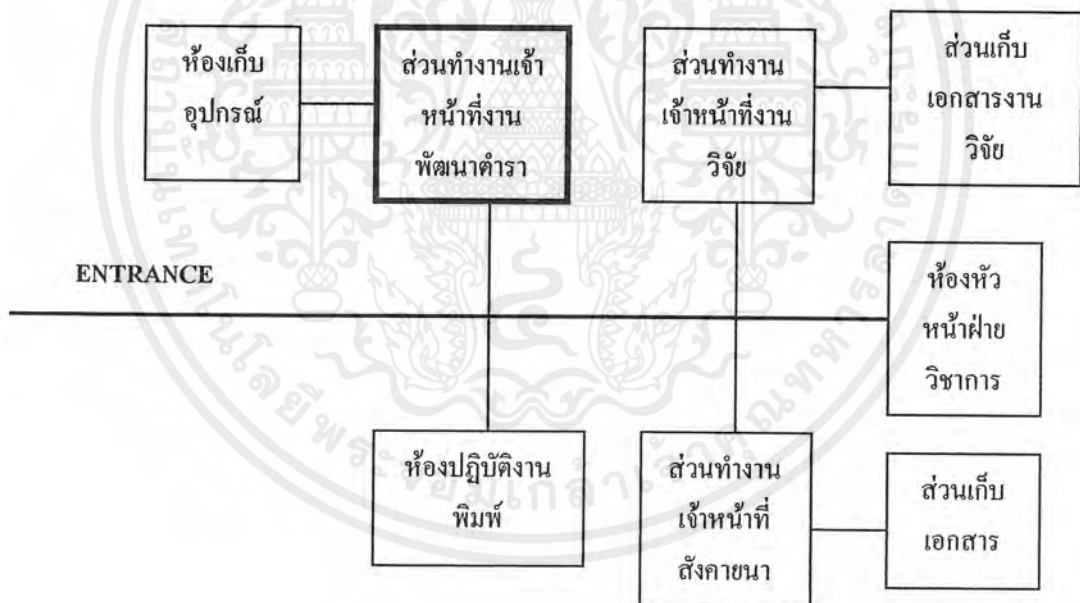 ห้องเก็บ
อุปกรณ์
ส่วนทำงานเจ้า
หน้าที่งาน
พัฒนาตำรา
ส่วนทำงาน
เจ้าหน้าที่งาน
วิจัย
ส่วนเก็บ
เอกสารงาน
วิจัย
ENTRANCE
ห้องหัว
หน้าฝ่าย
วิชาการ
ห้องปฏิบัติงาน
พิมพ์
ส่วนทำงาน
เจ้าหน้าที่
สังคายนา
ส่วนเก็บ
เอกสาร